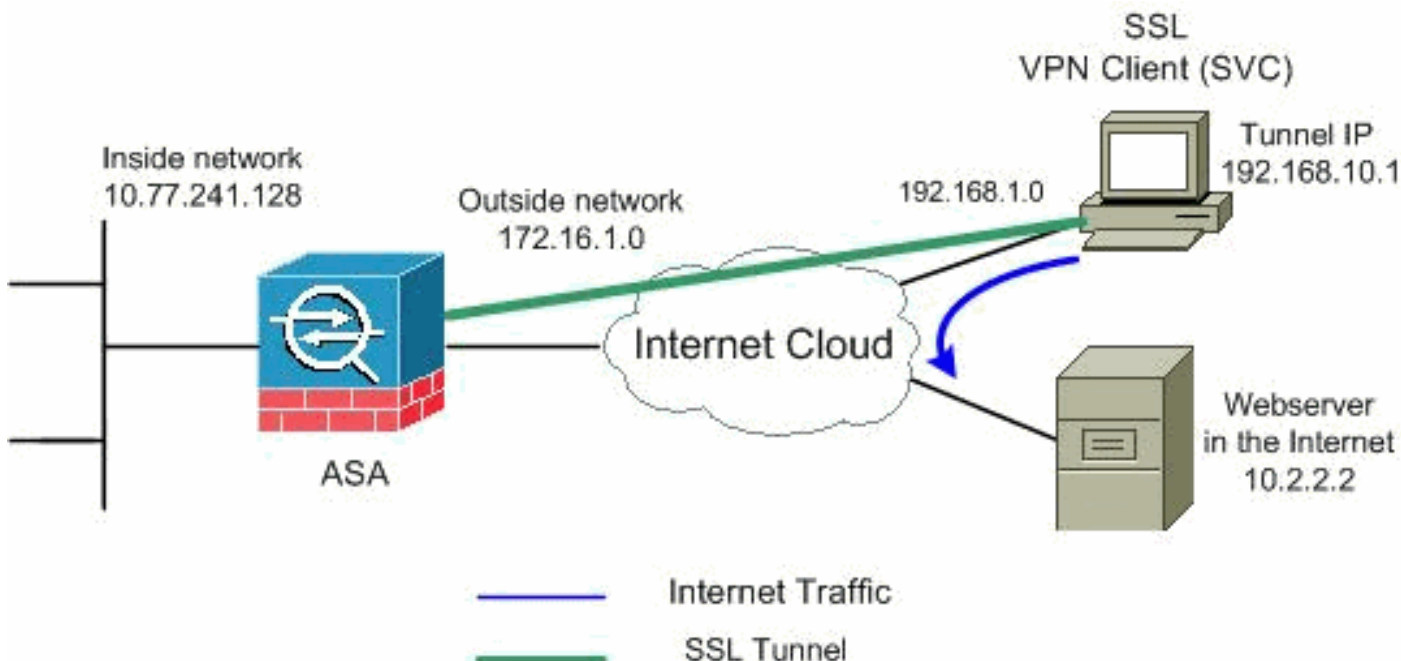 SSL
VPN Client (SVC)
Tunnel IP
192.168.10.1
Inside network
10.77.241.128
Outside network
172.16.1.0
192.168.1.0
Internet Cloud
ASA
Webserver
in the Internet
10.2.2.2
Internet Traffic
SSL Tunnel